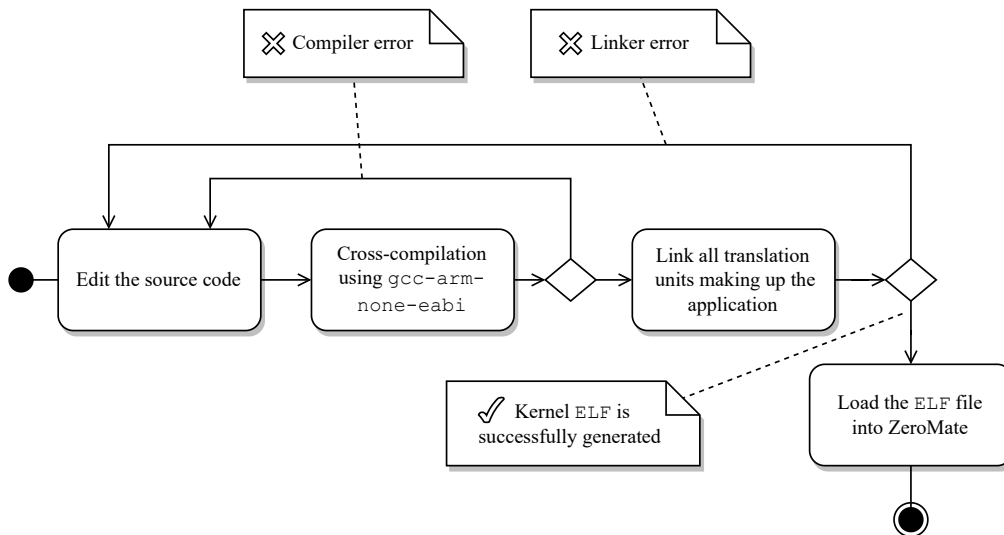 Compiler error
Linker error
Edit the source code
Cross-compilation
using gcc-arm-
none-eabi
Link all translation
units making up the
application
Kernel ELF is
successfully generated
Load the ELF file
into ZeroMate